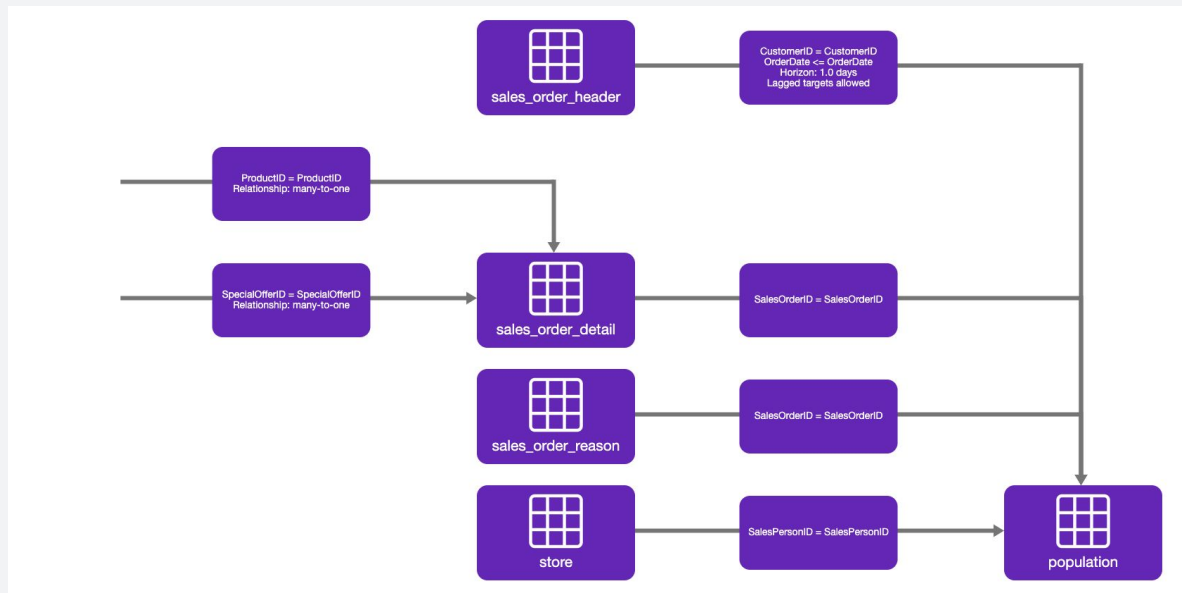 sales_order_header
CustomerID = CustomerID
OrderDate <= OrderDate
Horizon: 1.0 days
Lagged targets allowed
ProductID = ProductID
Relationship: many-to-one
SpecialOfferID = SpecialOfferID
Relationship: many-to-one
sales_order_detail
SalesOrderID = SalesOrderID
sales_order_reason
SalesOrderID = SalesOrderID
store
SalesPersonID = SalesPersonID
population